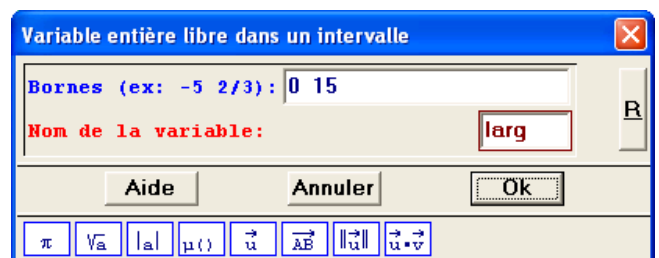 Variable entière libre dans un intervalle
Bornes (ex: -5 2/3): 0 15
R
Nom de la variable: larg
Aide Annuler Ok
π √a |a| μ() u⃗ AB⃗ ||u⃗|| u⃗•v⃗